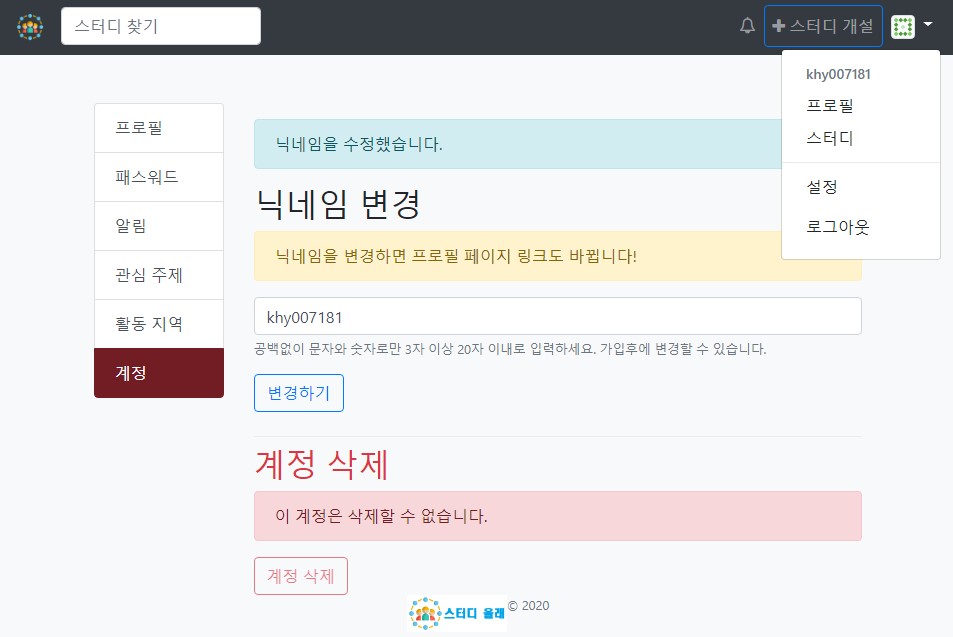 스터디 찾기
스터디 개설
khy007181
프로필
스터디
설정
로그아웃
프로필
패스워드
알림
관심 주제
활동 지역
계정
닉네임을 수정했습니다.
닉네임 변경
닉네임을 변경하면 프로필 페이지 링크도 바뀝니다!
khy007181
공백없이 문자와 숫자로만 3자 이상 20자 이내로 입력하세요. 가입후에 변경할 수 있습니다.
변경하기
계정 삭제
이 계정은 삭제할 수 없습니다.
계정 삭제
스터디 올래 © 2020